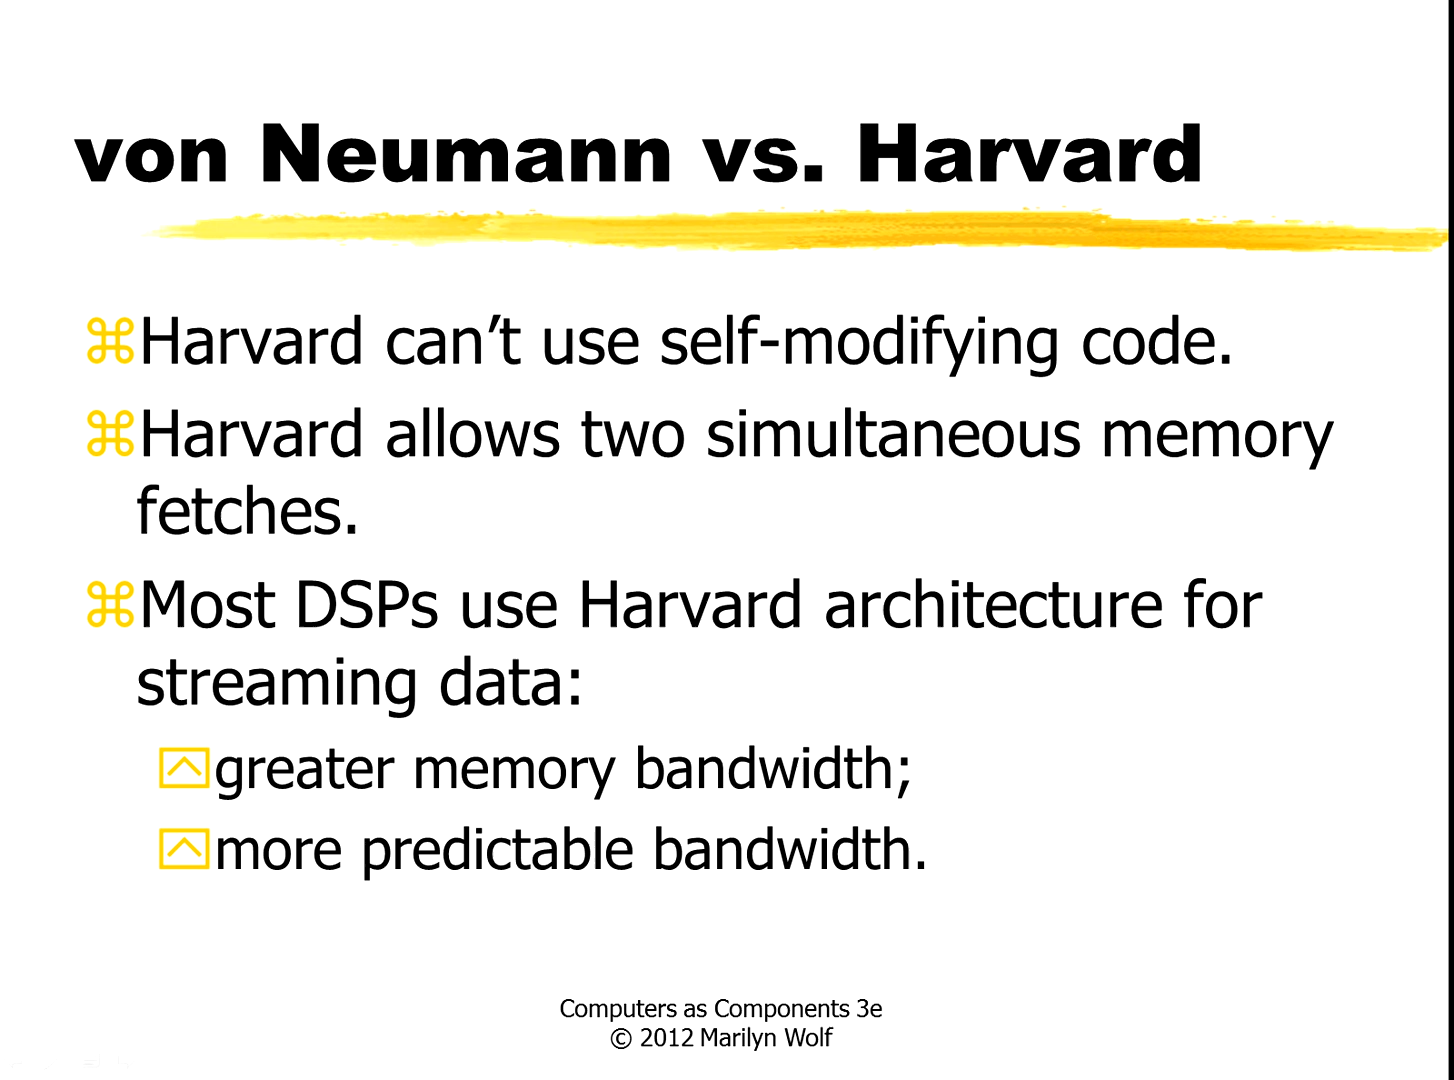 von Neumann vs. Harvard
⌘Harvard can’t use self-modifying code.
⌘Harvard allows two simultaneous memory
fetches.
⌘Most DSPs use Harvard architecture for
streaming data:
greater memory bandwidth;
more predictable bandwidth.
Computers as Components 3e
© 2012 Marilyn Wolf